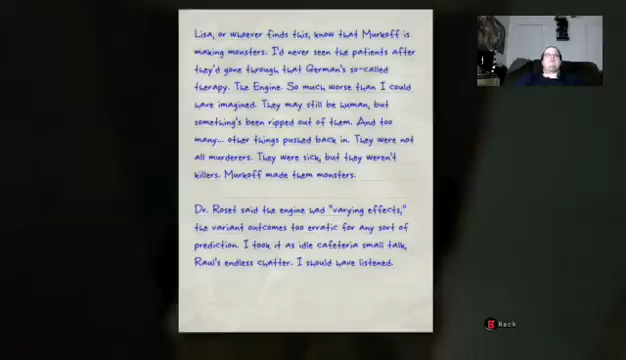 Lisa, or whoever finds this, know that Murkoff is
making monsters. I'd never seen the patients after
they'd gone through that German's so-called
therapy. The Engine. So much worse than I could
have imagined. They may still be human, but
something's been ripped out of them. And too
many... other things pushed back in. They were not
all murderers. They were sick, but they weren't
killers. Murkoff made them monsters.
Dr. Roset said the engine had "varying effects,"
the variant outcomes too erratic for any sort of
prediction. I took it as idle cafeteria small talk,
Raul's endless chatter. I should have listened.
B Back